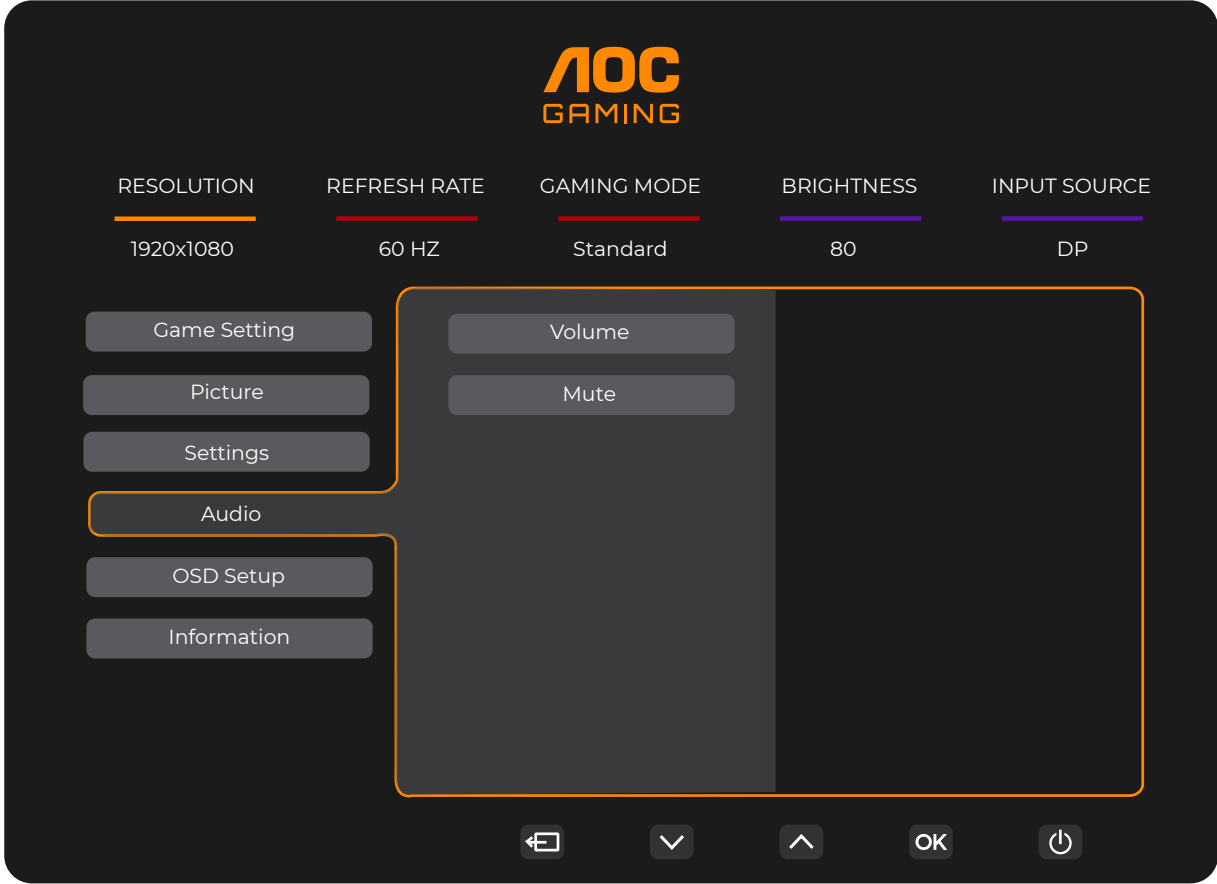 AOC
GAMING
RESOLUTION REFRESH RATE GAMING MODE BRIGHTNESS INPUT SOURCE
1920x1080 60 HZ Standard 80 DP
Game Setting
Volume
Picture
Mute
Settings
Audio
OSD Setup
Information
OK